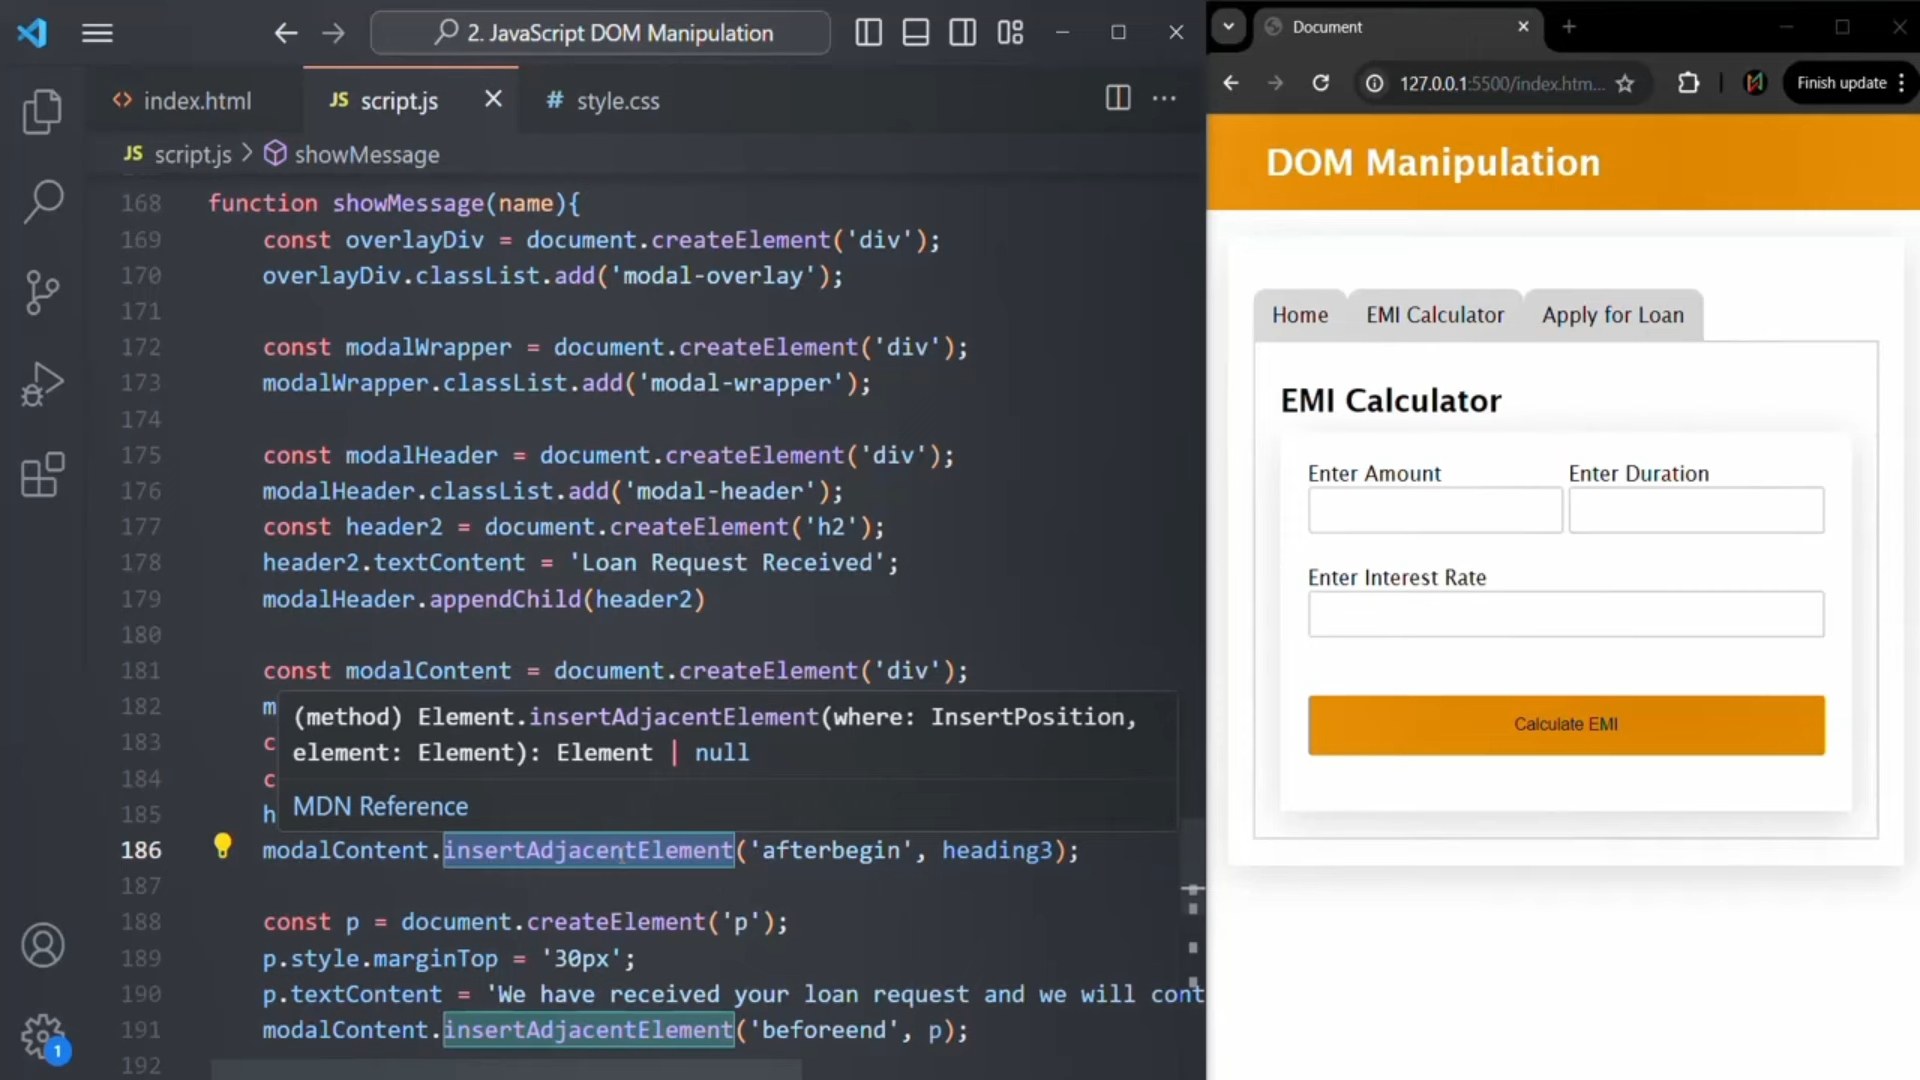 2. JavaScript DOM Manipulation
index.html
JS script.js
# style.css
JS script.js > showMessage
168 function showMessage(name){
169 const overlayDiv = document.createElement('div');
170 overlayDiv.classList.add('modal-overlay');
171
172 const modalWrapper = document.createElement('div');
173 modalWrapper.classList.add('modal-wrapper');
174
175 const modalHeader = document.createElement('div');
176 modalHeader.classList.add('modal-header');
177 const header2 = document.createElement('h2');
178 header2.textContent = 'Loan Request Received';
179 modalHeader.appendChild(header2)
180
181 const modalContent = document.createElement('div');
182 m
183 c
184 c
185 h
(method) Element.insertAdjacentElement(where: InsertPosition,
element: Element): Element | null
MDN Reference
186 modalContent.insertAdjacentElement('afterbegin', heading3);
187
188 const p = document.createElement('p');
189 p.style.marginTop = '30px';
190 p.textContent = 'We have received your loan request and we will cont
191 modalContent.insertAdjacentElement('beforeend', p);
192
1
Document
127.0.0.1:5500/index.htm...
Finish update
DOM Manipulation
Home
EMI Calculator
Apply for Loan
EMI Calculator
Enter Amount
Enter Duration
Enter Interest Rate
Calculate EMI